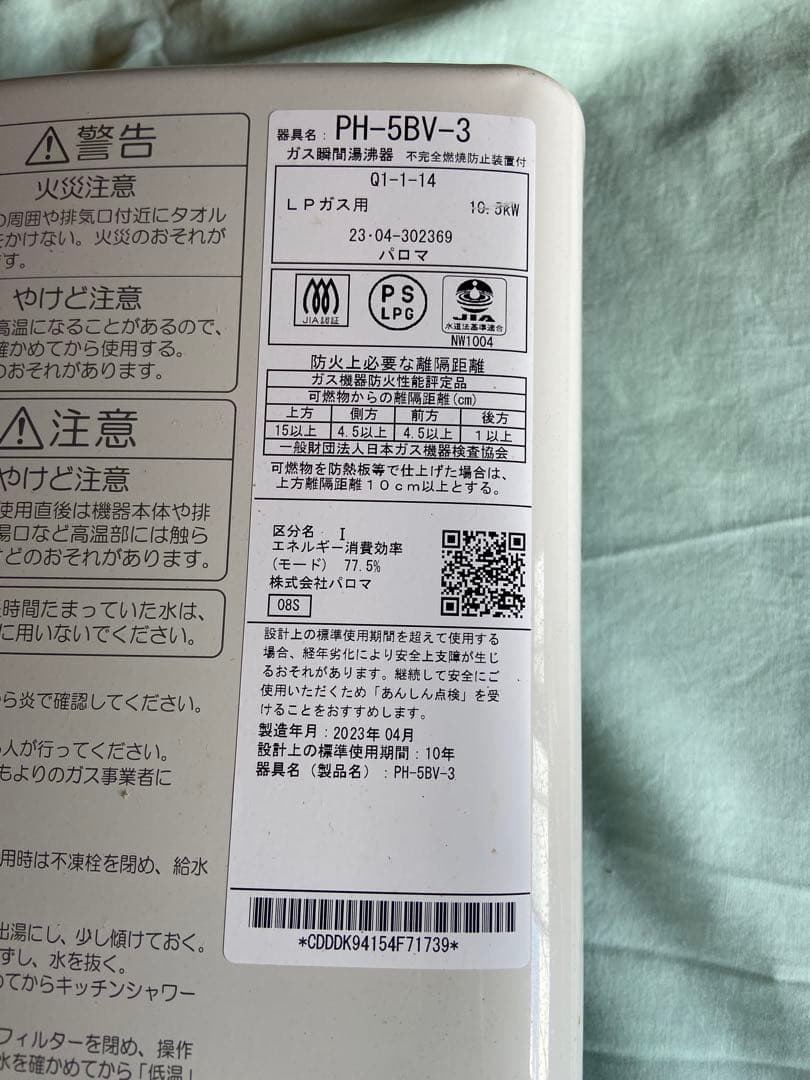 警告
火災注意
の周囲や排気口付近にタオル
をかけない。火災のおそれが
す。
やけど注意
高温になることがあるので、
確かめてから使用する。
のおそれがあります。
注意
やけど注意
使用直後は機器本体や排
湯口など高温部には触ら
けどのおそれがあります。
時間たまっていた水は、
に用いないでください。
ら炎で確認してください。
人が行ってください。
もよりのガス事業者に
用時は不凍栓を閉め、給水
出湯にし、少し傾けておく。
ずし、水を抜く。
めてからキッチンシャワー
フィルターを閉め、操作
水を確かめてから「低温」
器具名: PH-5BV-3
ガス瞬間湯沸器 不完全燃焼防止装置付
Q1-1-14
LPガス用 10.5kW
23・04-302369
パロマ
JIA認証
PS
LPG
JIA
水道法基準適合
NW1004
防火上必要な離隔距離
ガス機器防火性能評定品
可燃物からの離隔距離(cm)
上方 側方 前方 後方
15以上 4.5以上 4.5以上 1以上
一般財団法人日本ガス機器検査協会
可燃物を防熱板等で仕上げた場合は、
上方離隔距離10cm以上とする。
区分名. I
エネルギー消費効率
(モード) 77.5%
株式会社パロマ
08S
設計上の標準使用期間を超えて使用する
場合、経年劣化により安全上支障が生じ
るおそれがあります。継続して安全にご
使用いただくため「あんしん点検」を受
けることをおすすめします。
製造年月:2023年04月
設計上の標準使用期間:10年
器具名(製品名):PH-5BV-3
*CDDDK94154F71739*